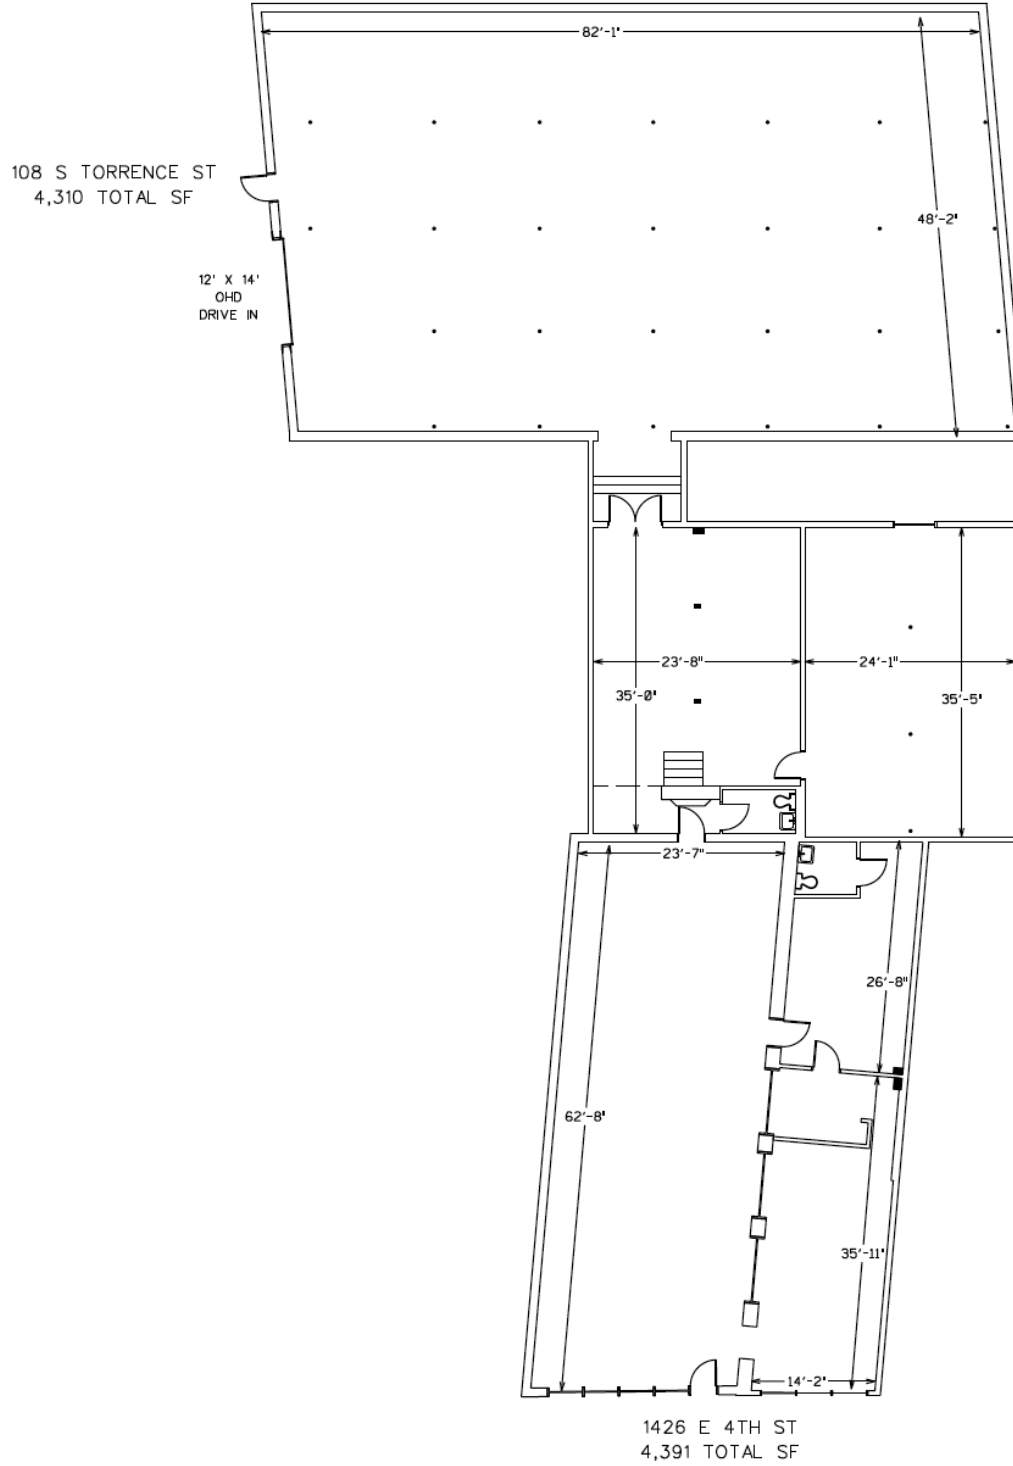 82'-1"
108 S TORRENCE ST
4,310 TOTAL SF
48'-2"
12' X 14'
OHD
DRIVE IN
23'-8"
24'-1"
35'-0"
35'-5"
23'-7"
26'-8"
62'-8"
35'-11"
14'-2"
1426 E 4TH ST
4,391 TOTAL SF